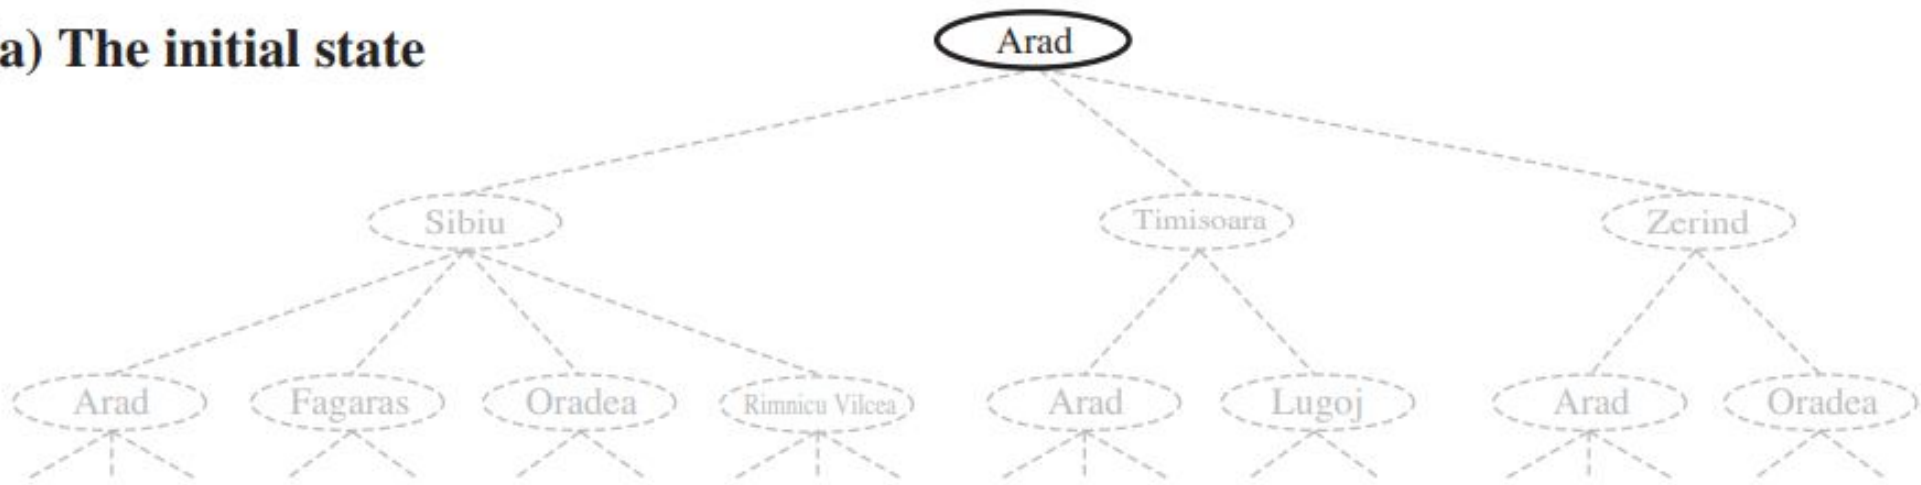 a) The initial state
Arad
Sibiu
Timisoara
Zerind
Arad
Fagaras
Oradea
Rimnicu Vilcea
Arad
Lugoj
Arad
Oradea